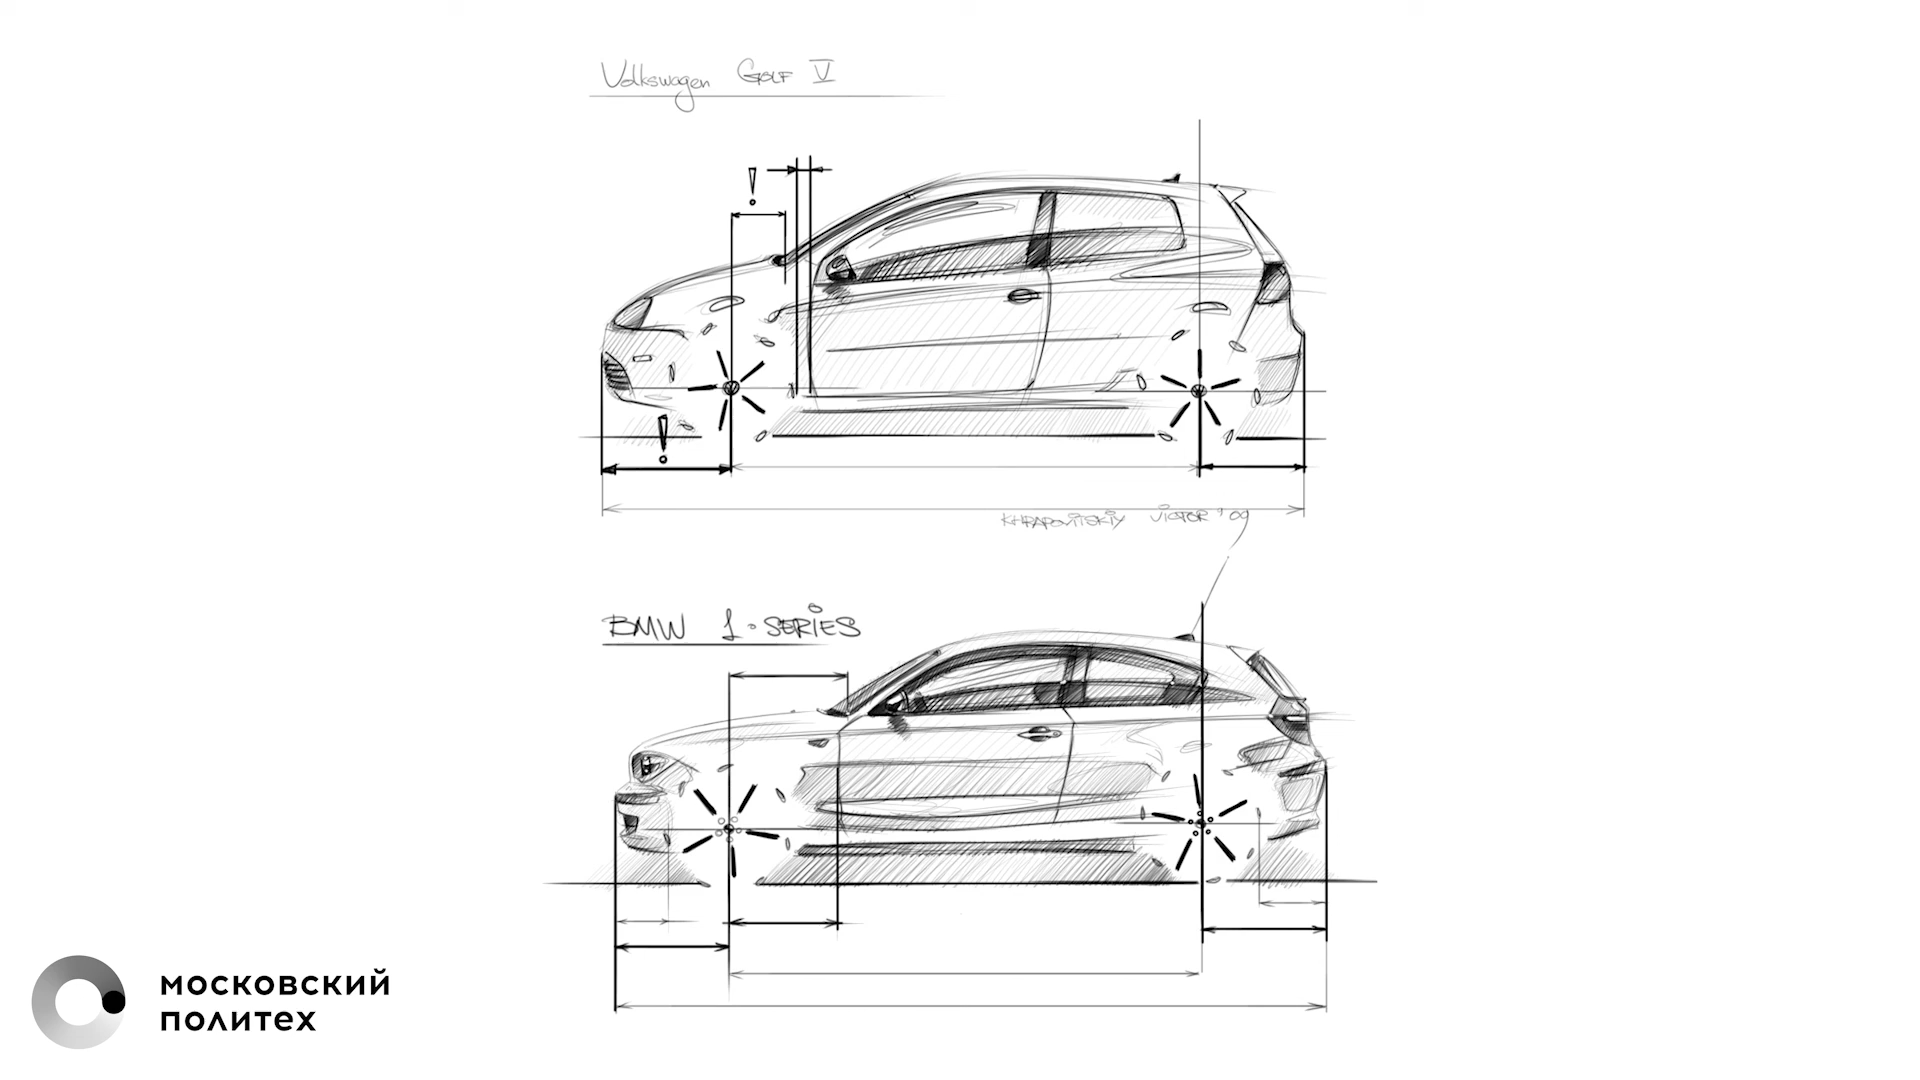 Volkswagen Golf V
!
!
KHRAPOVITSKIY VICTOR '09
BMW 1-SERIES
МОСКОВСКИЙ
ПОЛИТЕХ